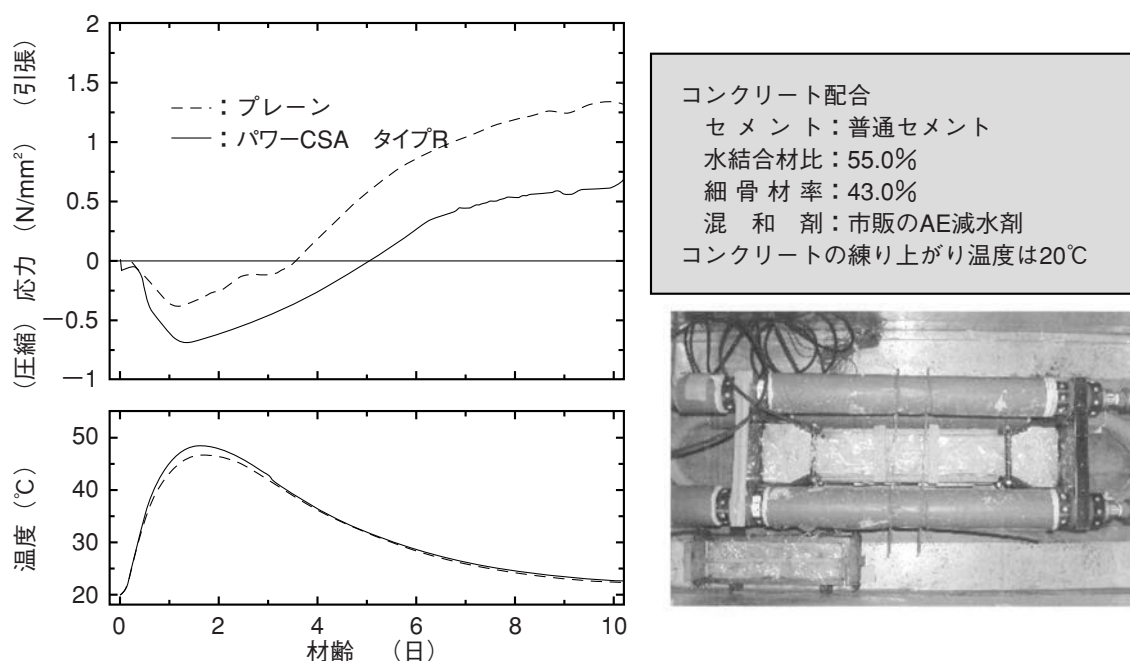 2
1.5
1
0.5
0
－0.5
－1
（圧縮） 応力 （N/mm²） （引張）
：プレーン
：パワーCSA　タイプR
50
40
30
20
温度（℃）
0 2 4 6 8 10
材齢　（日）
コンクリート配合
セメント：普通セメント
水結合材比：55.0％
細骨材率：43.0％
混和剤：市販のAE減水剤
コンクリートの練り上がり温度は20℃